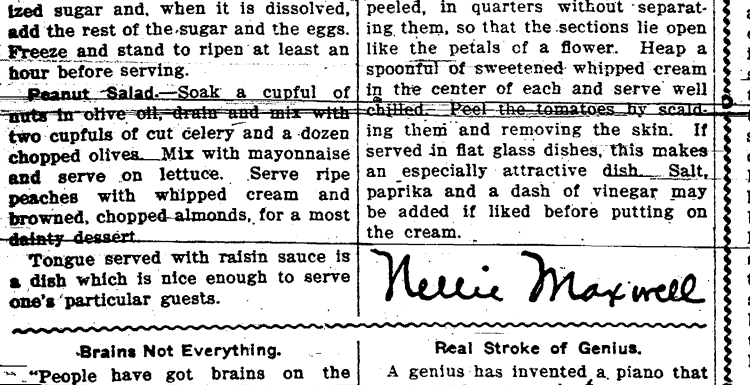 ized sugar and, when it is dissolved,
add the rest of the sugar and the eggs.
Freeze and stand to ripen at least an
hour before serving.
Peanut Salad.—Soak a cupful of
nuts in olive oil, drain and mix with
two cupfuls of cut celery and a dozen
chopped olives. Mix with mayonnaise
and serve on lettuce. Serve ripe
peaches with whipped cream and
browned, chopped almonds, for a most
dainty dessert.
Tongue served with raisin sauce is
a dish which is nice enough to serve
one's particular guests.
Brains Not Everything.
"People have got brains on the
peeled, in quarters without separat-
ing them, so that the sections lie open
like the petals of a flower. Heap a
spoonful of sweetened whipped cream
in the center of each and serve well
chilled. Peel the tomatoes by scald-
ing them and removing the skin. If
served in flat glass dishes, this makes
an especially attractive dish. Salt,
paprika and a dash of vinegar may
be added if liked before putting on
the cream.
Nellie Maxwell
Real Stroke of Genius.
A genius has invented a piano that